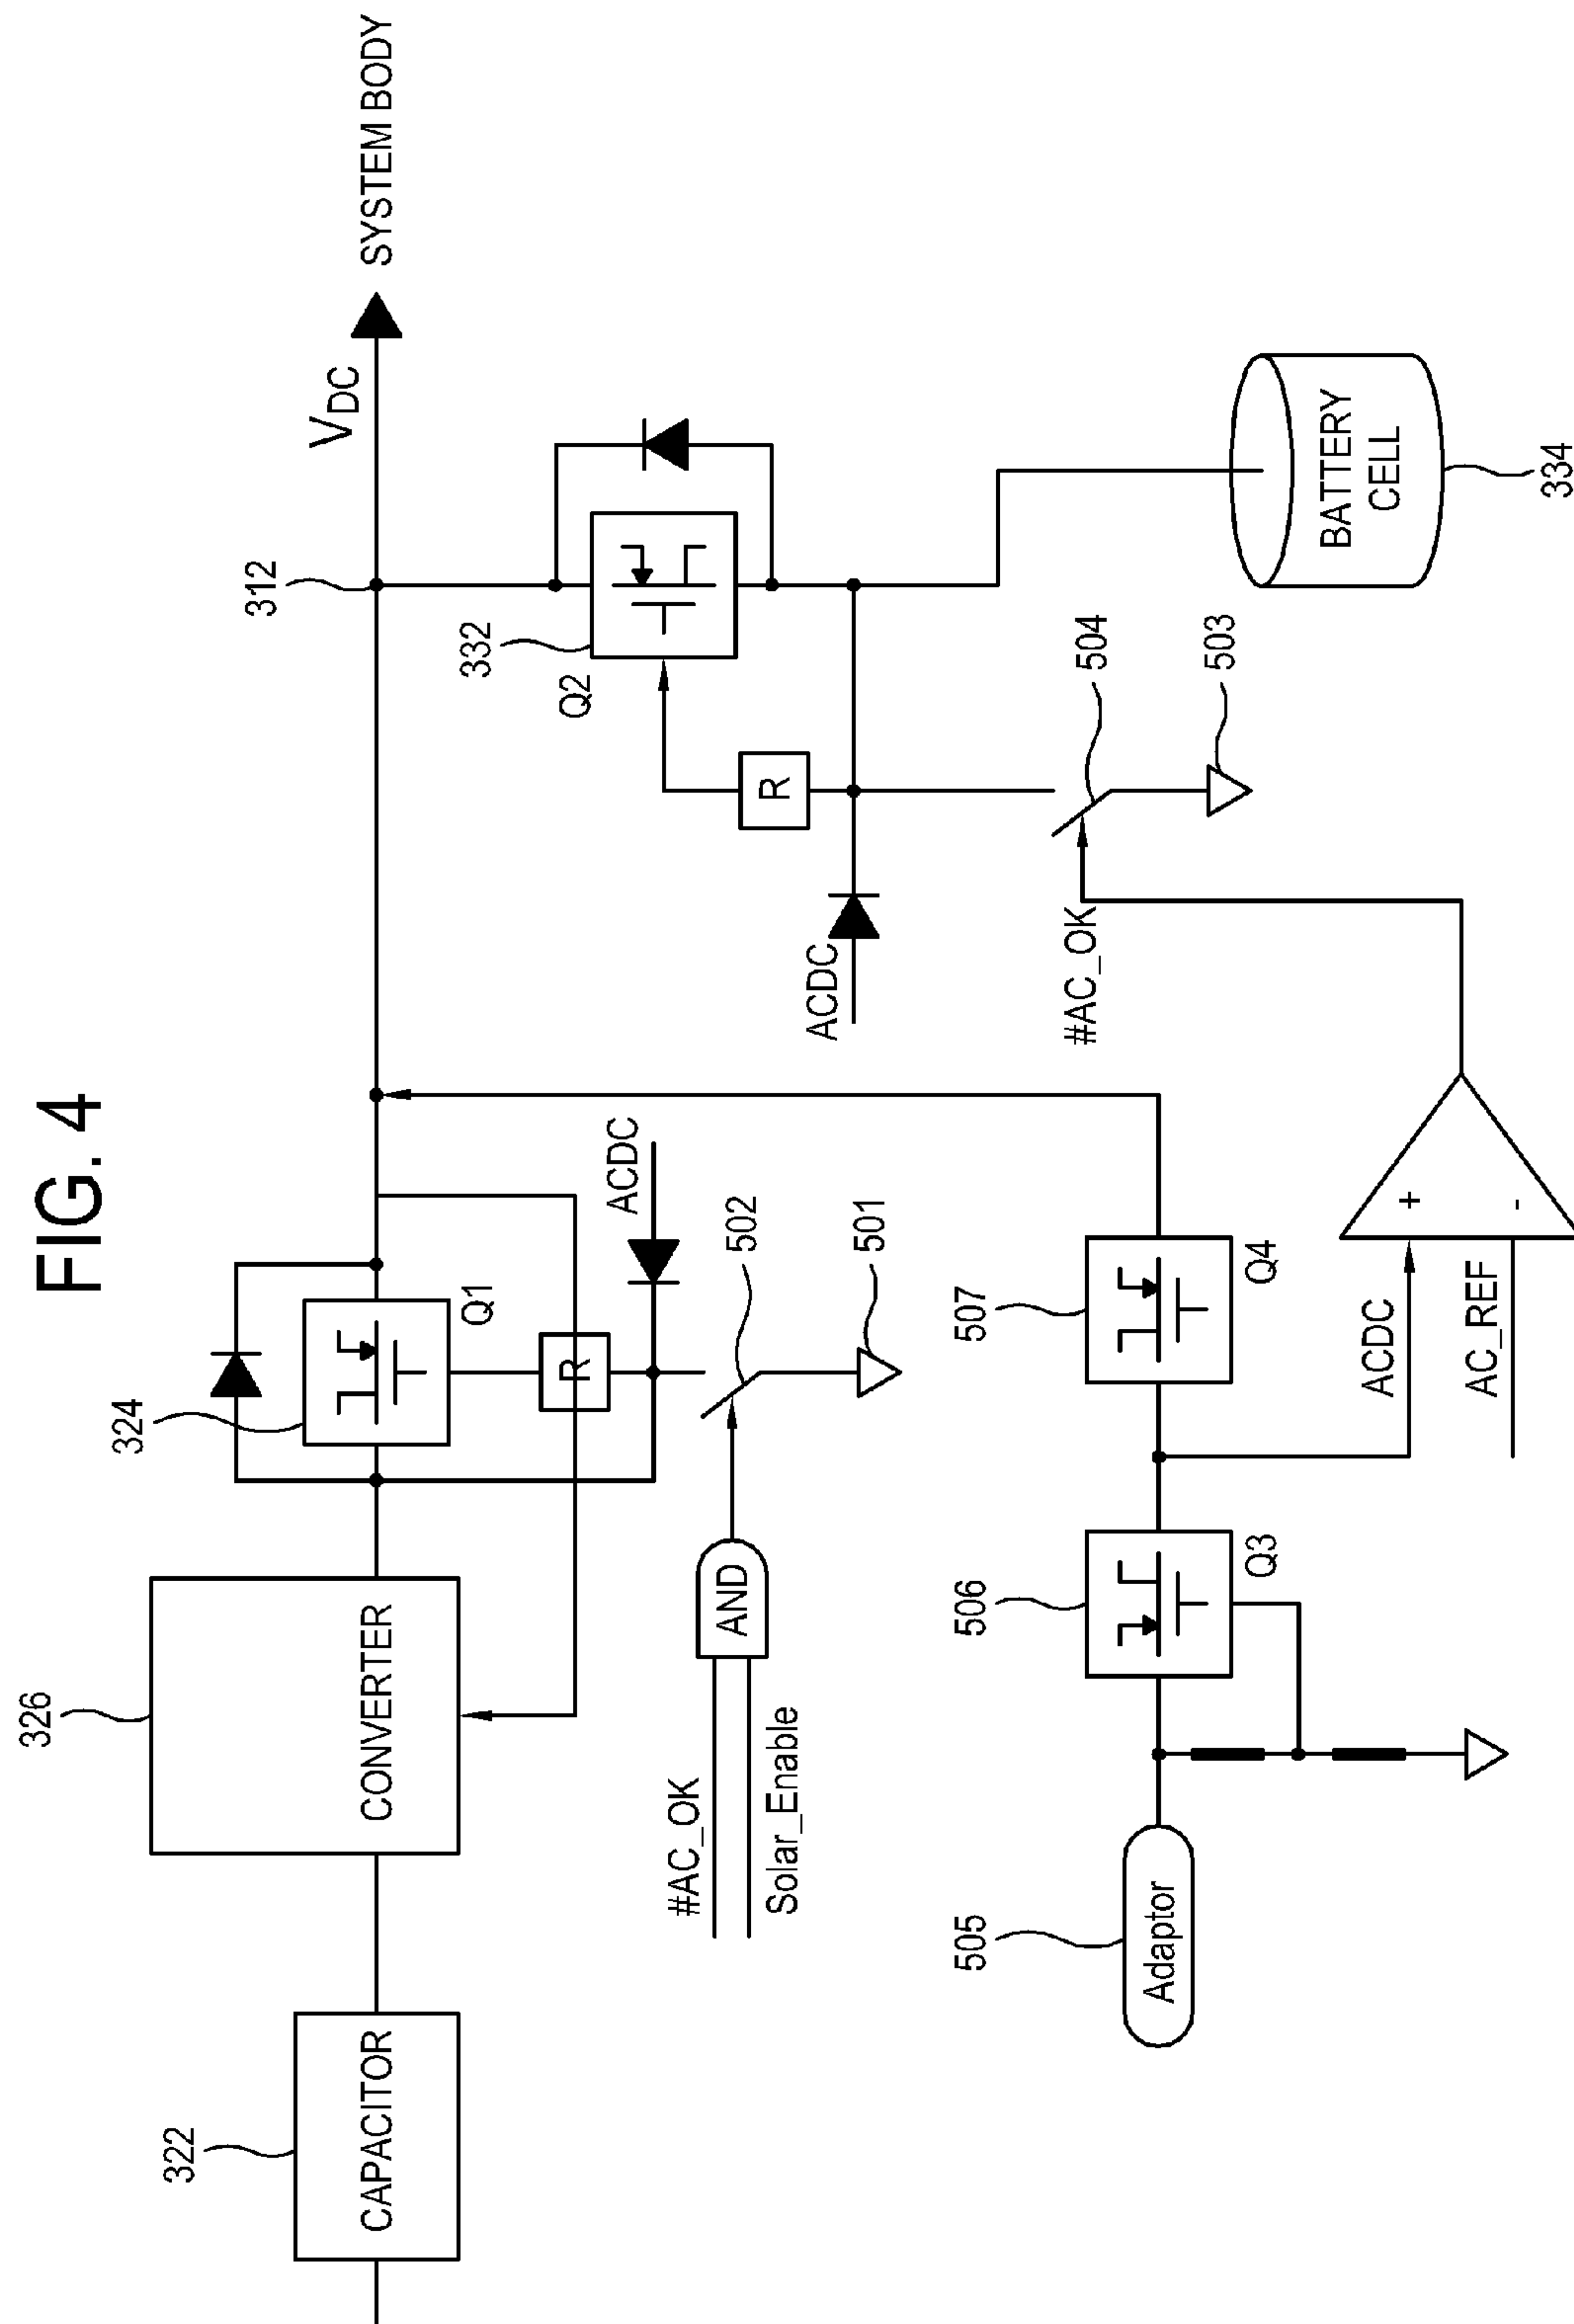 FIG. 4
322
CAPACITOR
326
CONVERTER
324
Q1
R
ACDC
#AC_OK
Solar_Enable
AND
502
501
312
VDC
SYSTEM BODY
332
Q2
R
ACDC
#AC_OK
504
503
BATTERY
CELL
334
505
Adaptor
506
Q3
507
Q4
ACDC
AC_REF
+
-